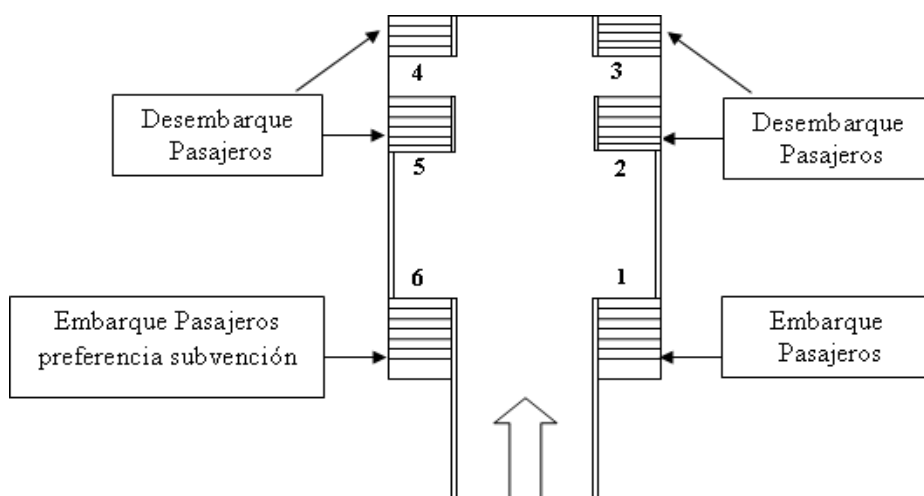 4
3
Desembarque
Pasajeros
Desembarque
Pasajeros
5
2
6
1
Embarque Pasajeros
preferencia subvención
Embarque
Pasajeros